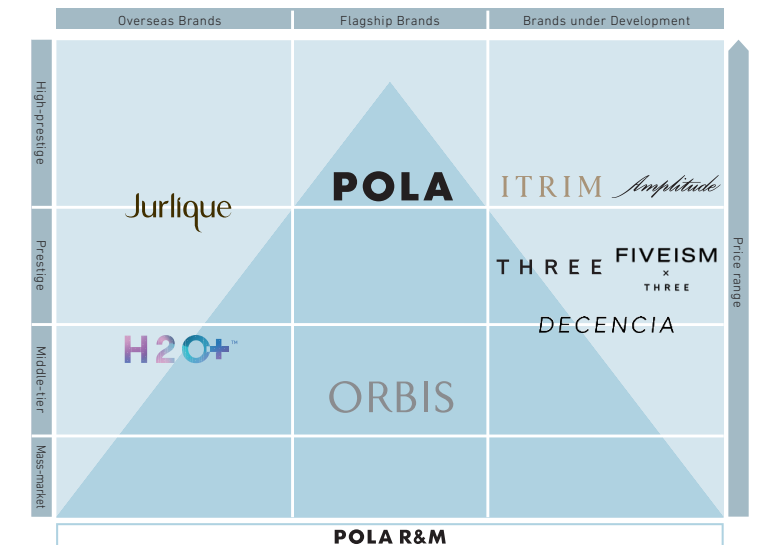 Overseas Brands
Flagship Brands
Brands under Development
High-prestige
Jurlique
POLA
ITRIM
Amplitude
Prestige
THREE
FIVEISM
×
THREE
Price range
DECENCIA
Middle-tier
H2O+™
ORBIS
Mass-market
POLA R&M